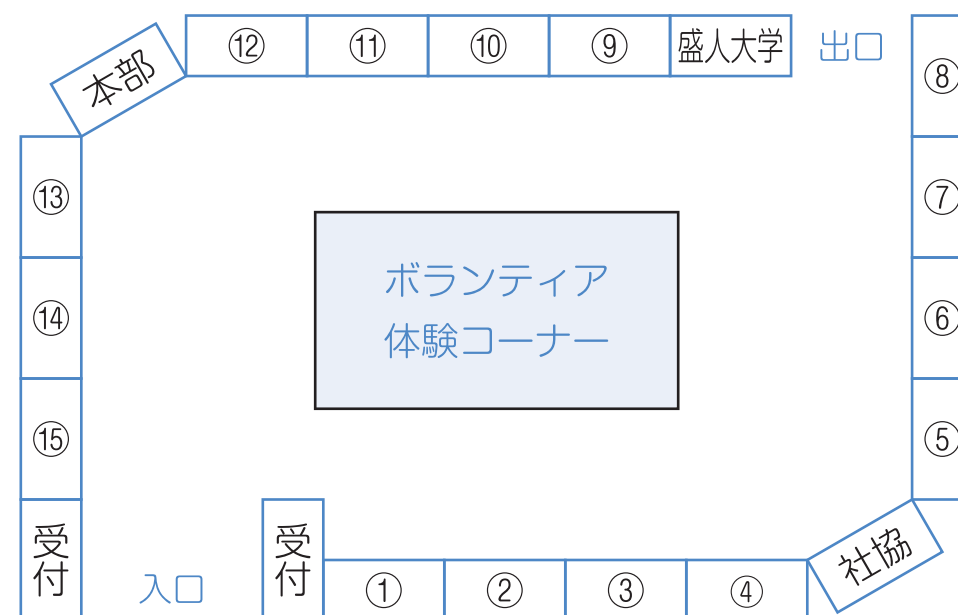 本部
⑫
⑪
⑩
⑨
盛人大学
出口
⑧
⑬
⑦
ボランティア
体験コーナー
⑭
⑥
⑮
⑤
受付
入口
受付
①
②
③
④
社協